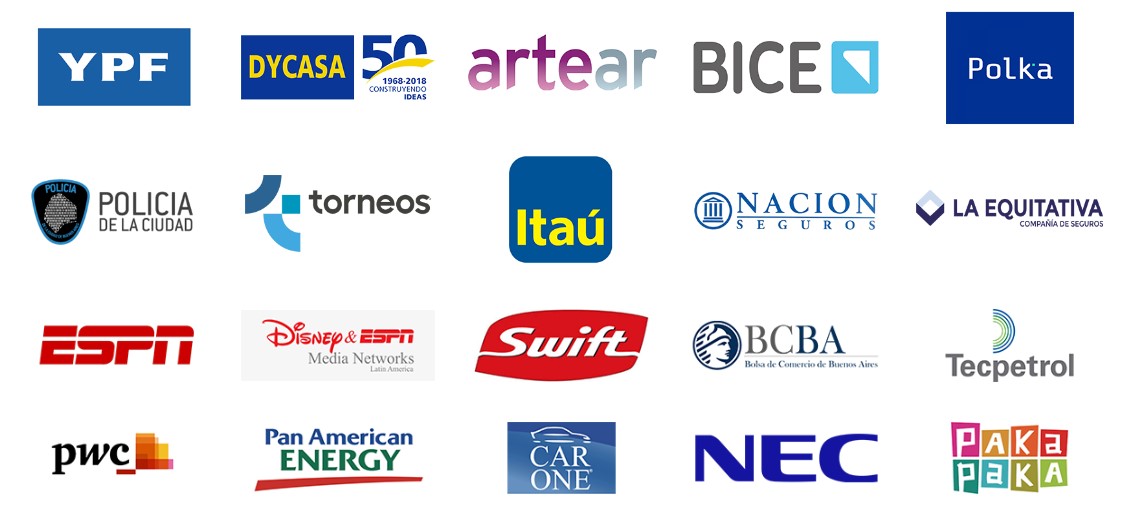 YPF
DYCASA
50
1968-2018
CONSTRUYENDO
IDEAS
artear
BICE
Polka
POLICIA
POLICIA
DE LA CIUDAD
torneos
Itaú
NACION
SEGUROS
LA EQUITATIVA
COMPAÑÍA DE SEGUROS
ESPN
Disney & ESPN
Media Networks
Latin America
Swift
BCBA
Bolsa de Comercio de Buenos Aires
Tecpetrol
pwc
Pan American
ENERGY
CAR
ONE®
NEC
PAKA
PAKA